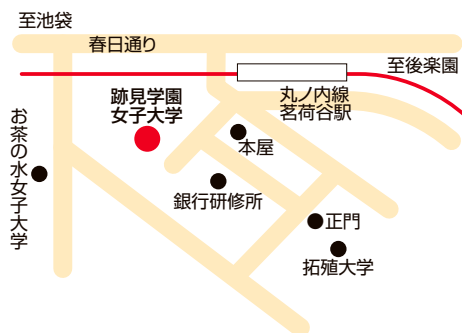 至池袋
春日通り
至後楽園
丸ノ内線
茗荷谷駅
跡見学園
女子大学
お茶の水女子大学
本屋
銀行研修所
正門
拓殖大学